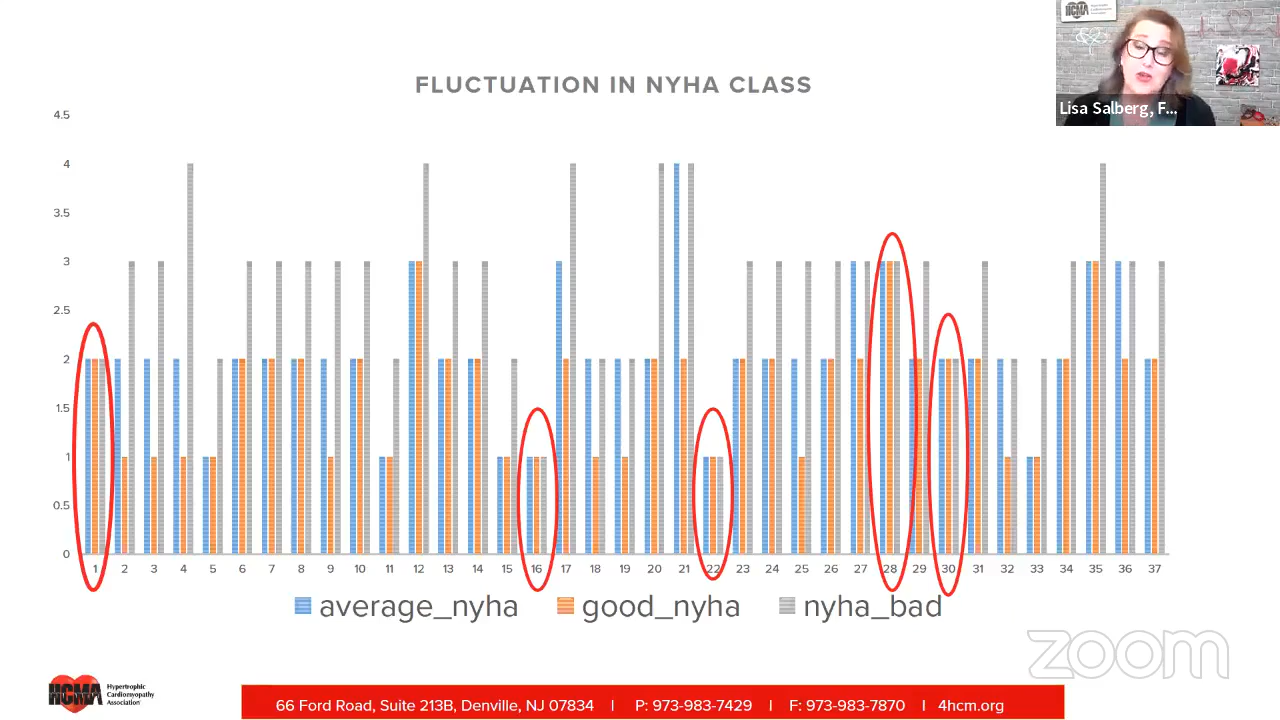 HCMA
Hypertrophic
Cardiomyopathy
Association
Lisa Salberg, F...
FLUCTUATION IN NYHA CLASS
4.5
4
3.5
3
2.5
2
1.5
1
0.5
0
1 2 3 4 5 6 7 8 9 10 11 12 13 14 15 16 17 18 19 20 21 22 23 24 25 26 27 28 29 30 31 32 33 34 35 36 37
average_nyha good_nyha nyha_bad
zoom
HCMA
Hypertrophic
Cardiomyopathy
Association
66 Ford Road, Suite 213B, Denville, NJ 07834 | P: 973-983-7429 | F: 973-983-7870 | 4hcm.org